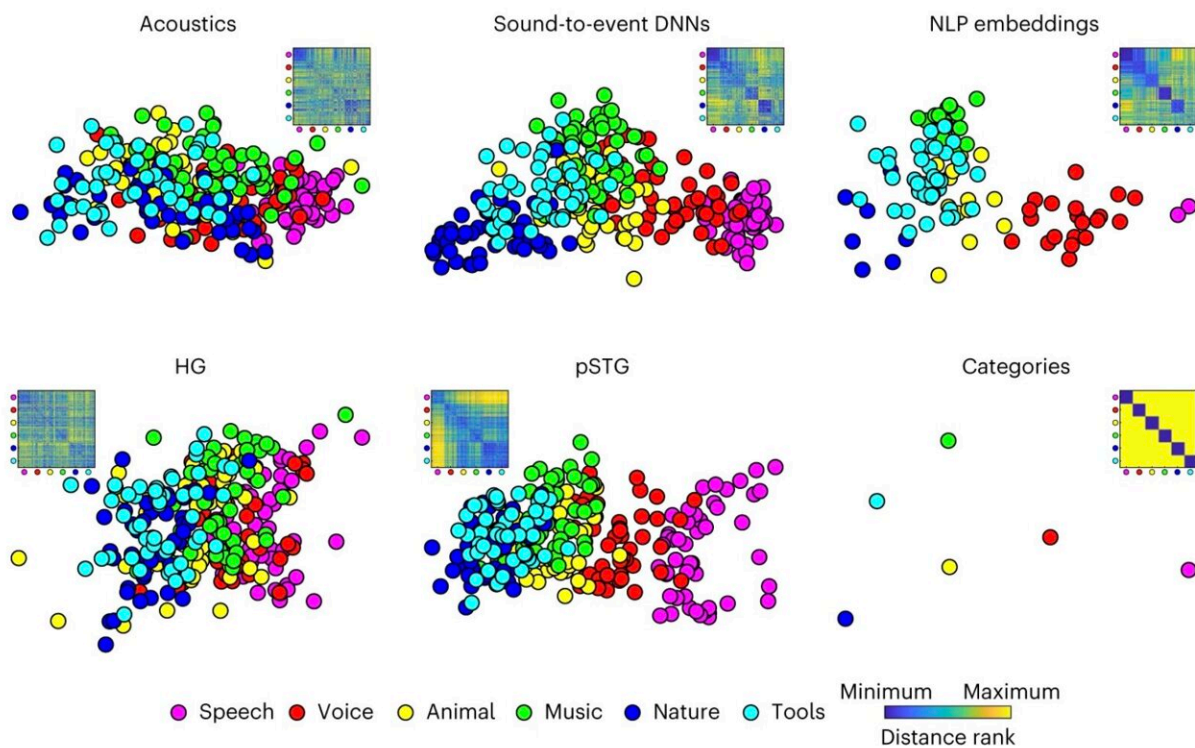 Acoustics
Sound-to-event DNNs
NLP embeddings
HG
pSTG
Categories
Speech Voice Animal Music Nature Tools
Minimum Maximum
Distance rank